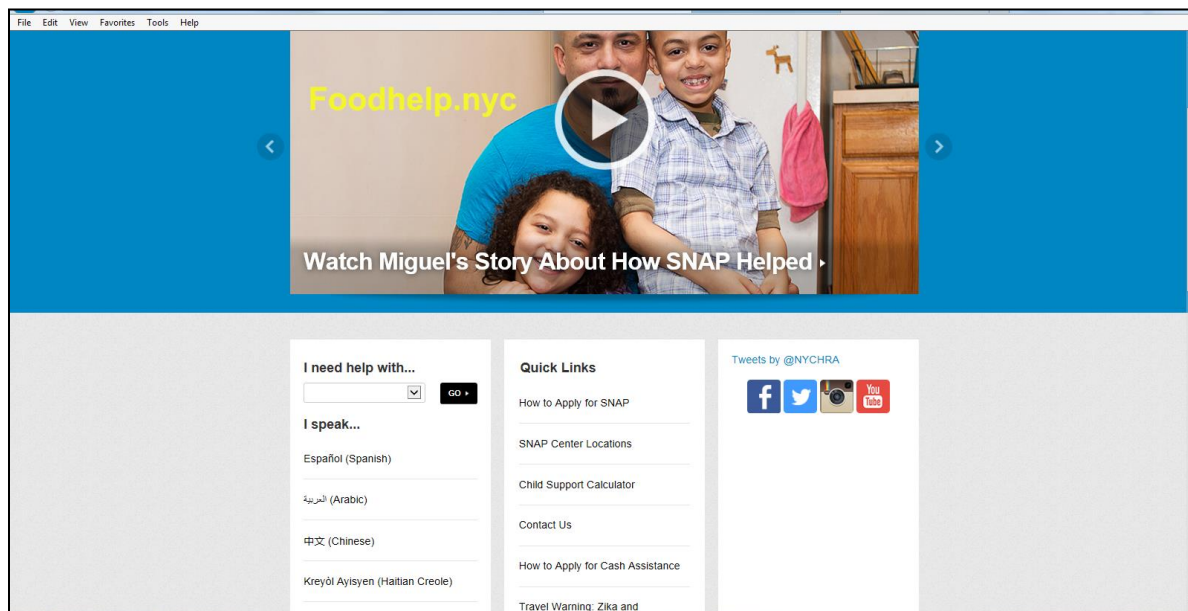 File Edit View Favorites Tools Help
Foodhelp.nyc
Watch Miguel's Story About How SNAP Helped
I need help with...
GO
I speak...
Español (Spanish)
العربية (Arabic)
中文 (Chinese)
Kreyòl Ayisyen (Haitian Creole)
Quick Links
How to Apply for SNAP
SNAP Center Locations
Child Support Calculator
Contact Us
How to Apply for Cash Assistance
Travel Warning: Zika and
Tweets by @NYCHRA
You
Tube